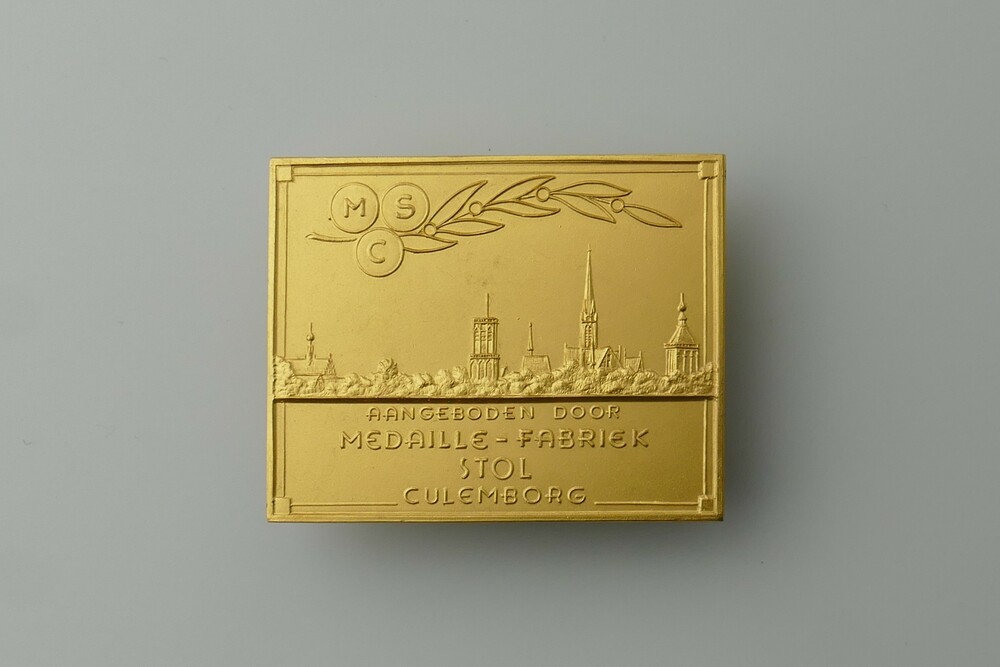 M S
C
AANGEBODEN DOOR
MEDAILLE-FABRIEK
STOL
CULEMBORG